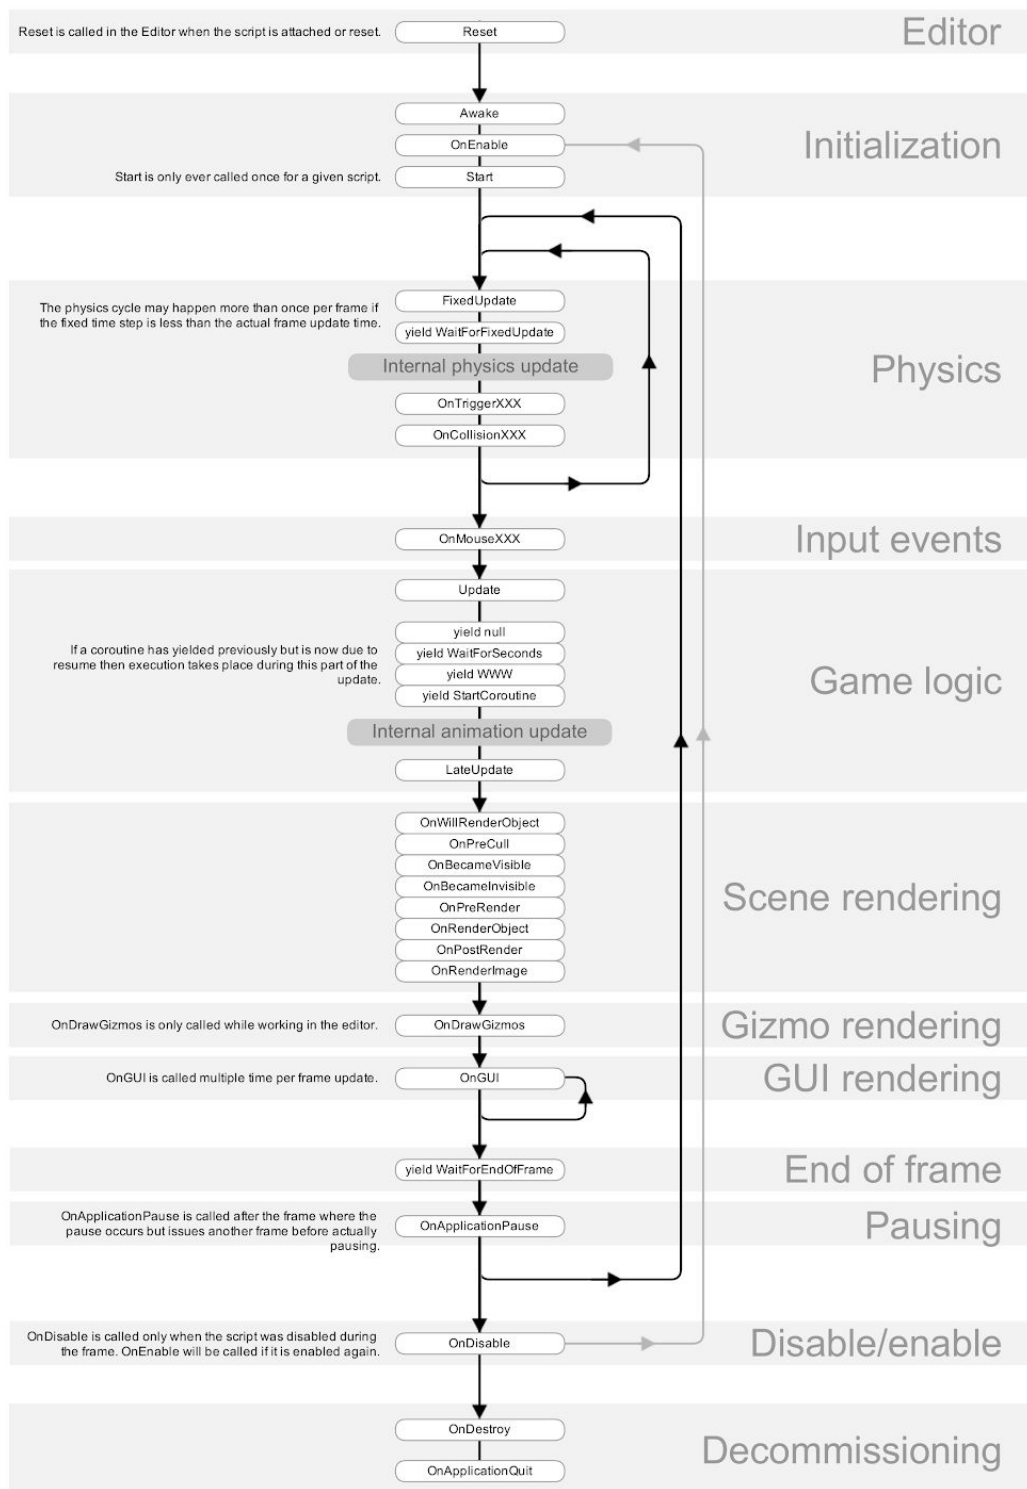 Reset is called in the Editor when the script is attached or reset.
Reset
Editor
Awake
OnEnable
Initialization
Start is only ever called once for a given script.
Start
FixedUpdate
The physics cycle may happen more than once per frame if
the fixed time step is less than the actual frame update time.
yield WaitForFixedUpdate
Internal physics update
Physics
OnTriggerXXX
OnCollisionXXX
OnMouseXXX
Input events
Update
yield null
If a coroutine has yielded previously but is now due to
resume then execution takes place during this part of the
update.
yield WaitForSeconds
yield WWW
yield StartCoroutine
Game logic
Internal animation update
LateUpdate
OnWillRenderObject
OnPreCull
OnBecameVisible
OnBecameInvisible
OnPreRender
OnRenderObject
OnPostRender
OnRenderImage
Scene rendering
OnDrawGizmos is only called while working in the editor.
OnDrawGizmos
Gizmo rendering
OnGUI is called multiple time per frame update.
OnGUI
GUI rendering
yield WaitForEndOfFrame
End of frame
OnApplicationPause is called after the frame where the
pause occurs but issues another frame before actually
pausing.
OnApplicationPause
Pausing
OnDisable is called only when the script was disabled during
the frame. OnEnable will be called if it is enabled again.
OnDisable
Disable/enable
OnDestroy
Decommissioning
OnApplicationQuit